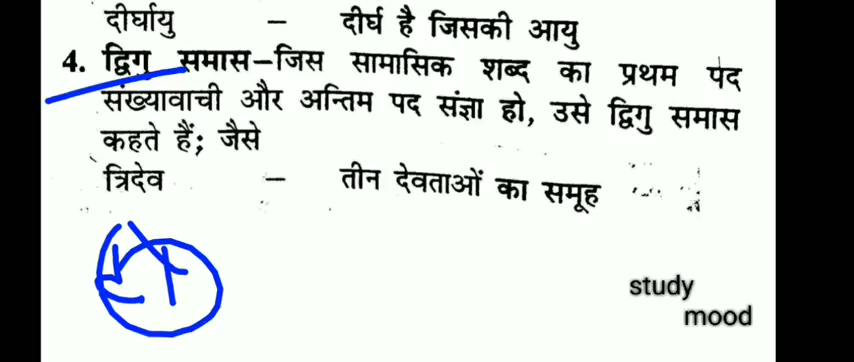 दीर्घायु – दीर्घ है जिसकी आयु
4. द्विगु समास–जिस सामासिक शब्द का प्रथम पद
संख्यावाची और अन्तिम पद संज्ञा हो, उसे द्विगु समास
कहते हैं; जैसे
त्रिदेव – तीन देवताओं का समूह
study
mood